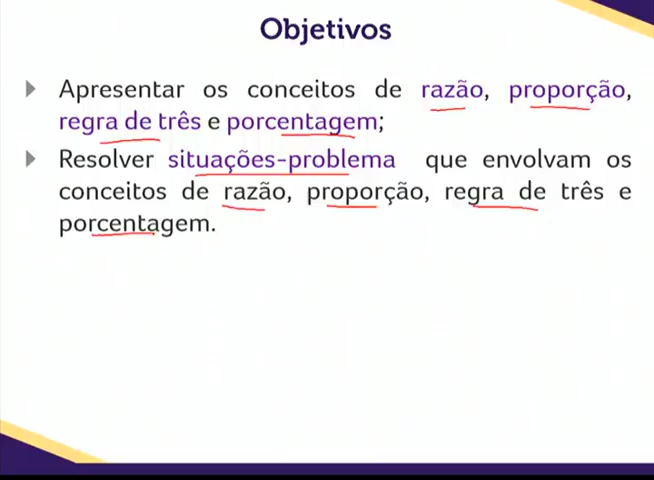 Objetivos
Apresentar os conceitos de razão, proporção,
regra de três e porcentagem;
Resolver situações-problema que envolvam os
conceitos de razão, proporção, regra de três e
porcentagem.